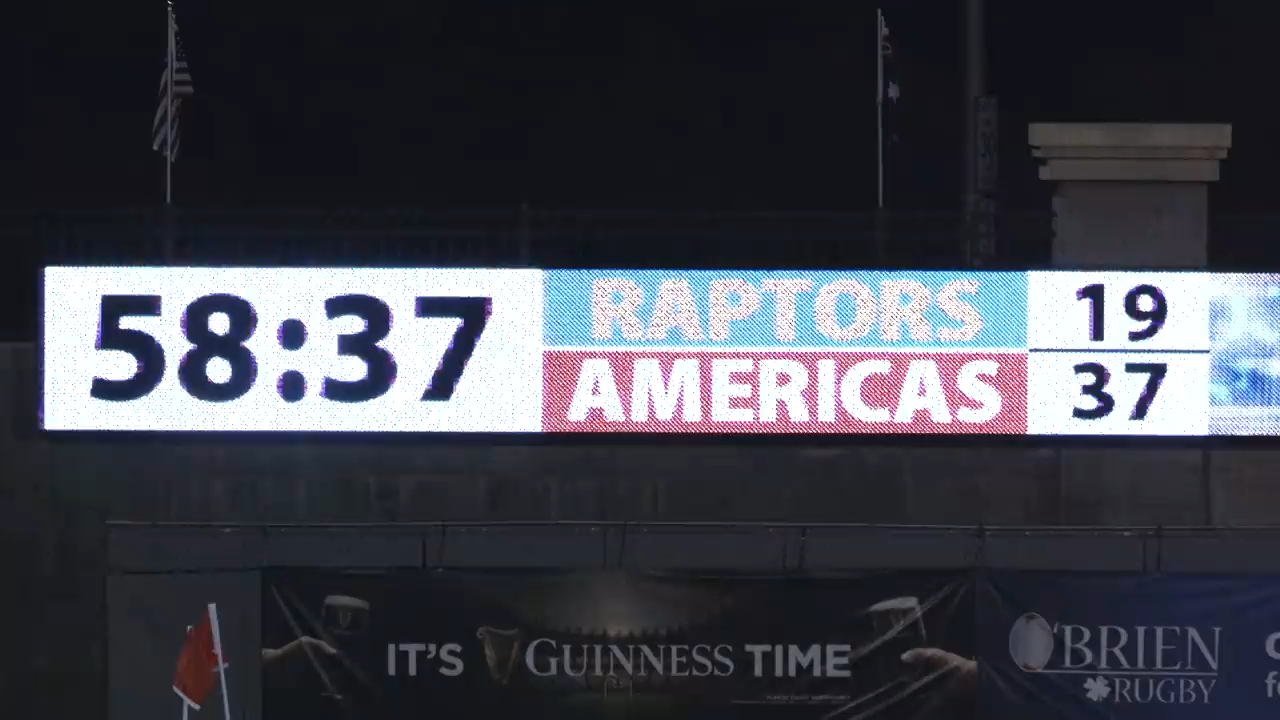 58:37
RAPTORS
19
AMERICAS
37
IT'S GUINNESS TIME
O'BRIEN
RUGBY